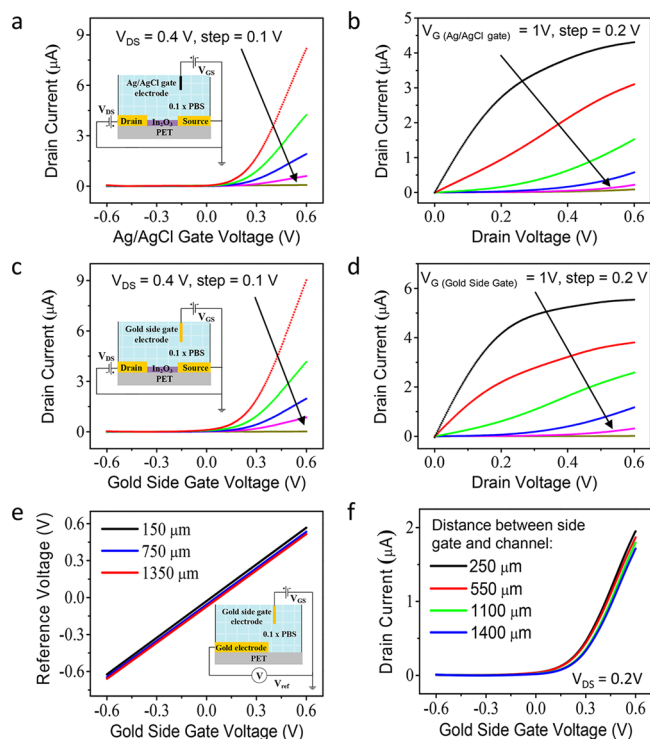 a
V_DS = 0.4 V, step = 0.1 V
Drain Current (μA)
9
6
3
0
-0.6 -0.3 0.0 0.3 0.6
Ag/AgCl Gate Voltage (V)
V_GS
Ag/AgCl gate
electrode
0.1 x PBS
V_DS
Drain In₂O₃ Source
PET
b
V_G (Ag/AgCl gate) = 1V, step = 0.2 V
Drain Current (μA)
5
4
3
2
1
0
0.0 0.2 0.4 0.6
Drain Voltage (V)
c
V_DS = 0.4 V, step = 0.1 V
Drain Current (μA)
9
6
3
0
-0.6 -0.3 0.0 0.3 0.6
Gold Side Gate Voltage (V)
V_GS
Gold side gate
electrode
0.1 x PBS
V_DS
Drain In₂O₃ Source
PET
d
V_G (Gold Side Gate) = 1V, step = 0.2 V
Drain Current (μA)
6
4
2
0
0.0 0.2 0.4 0.6
Drain Voltage (V)
e
Reference Voltage (V)
0.6
0.3
0.0
-0.3
-0.6
-0.6 -0.3 0.0 0.3 0.6
Gold Side Gate Voltage (V)
150 μm
750 μm
1350 μm
V_GS
Gold side gate
electrode
0.1 x PBS
Gold electrode
PET
V
V_ref
f
Drain Current (μA)
2
1
0
-0.6 -0.3 0.0 0.3 0.6
Gold Side Gate Voltage (V)
Distance between side
gate and channel:
250 μm
550 μm
1100 μm
1400 μm
V_DS = 0.2V